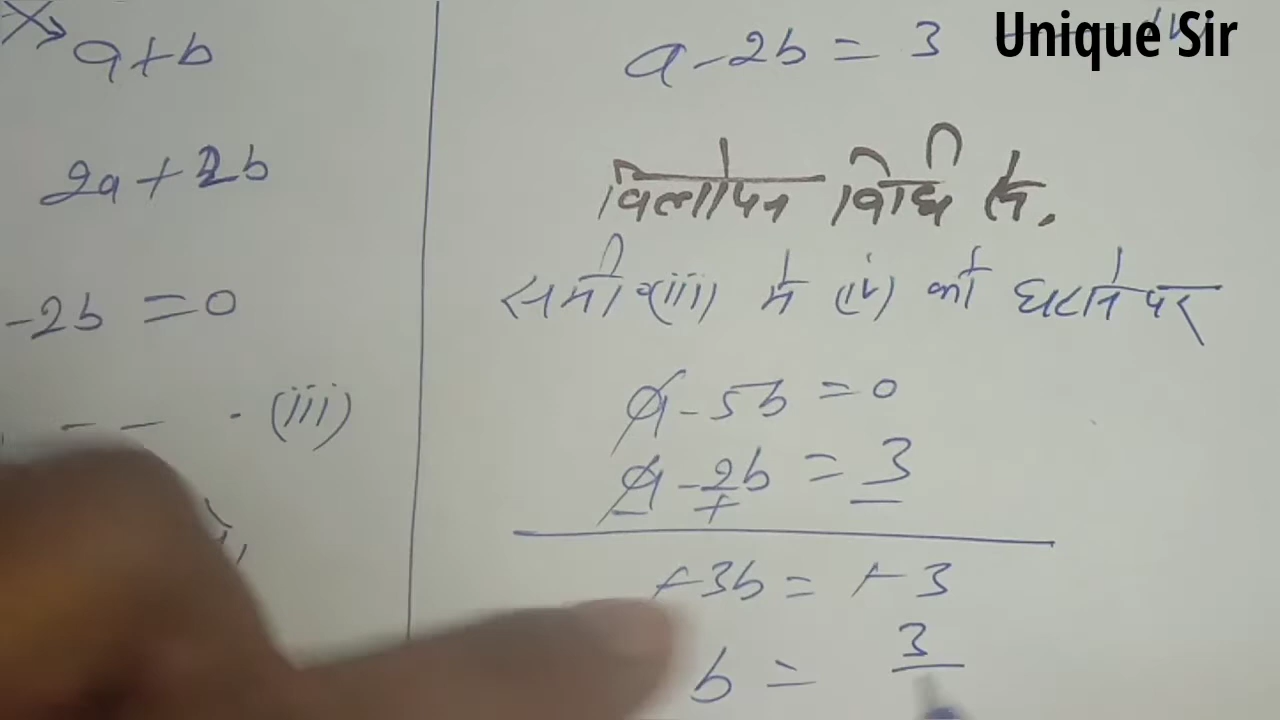 a+b
2a+2b
-2b =0
- - - (iii)
Unique Sir
a-2b = 3
विलोपन विधि से.
समी०(iii) में (iv) को घटाने पर
a-5b =0
a-2b = 3
- + -
-3b = -3
b = 3